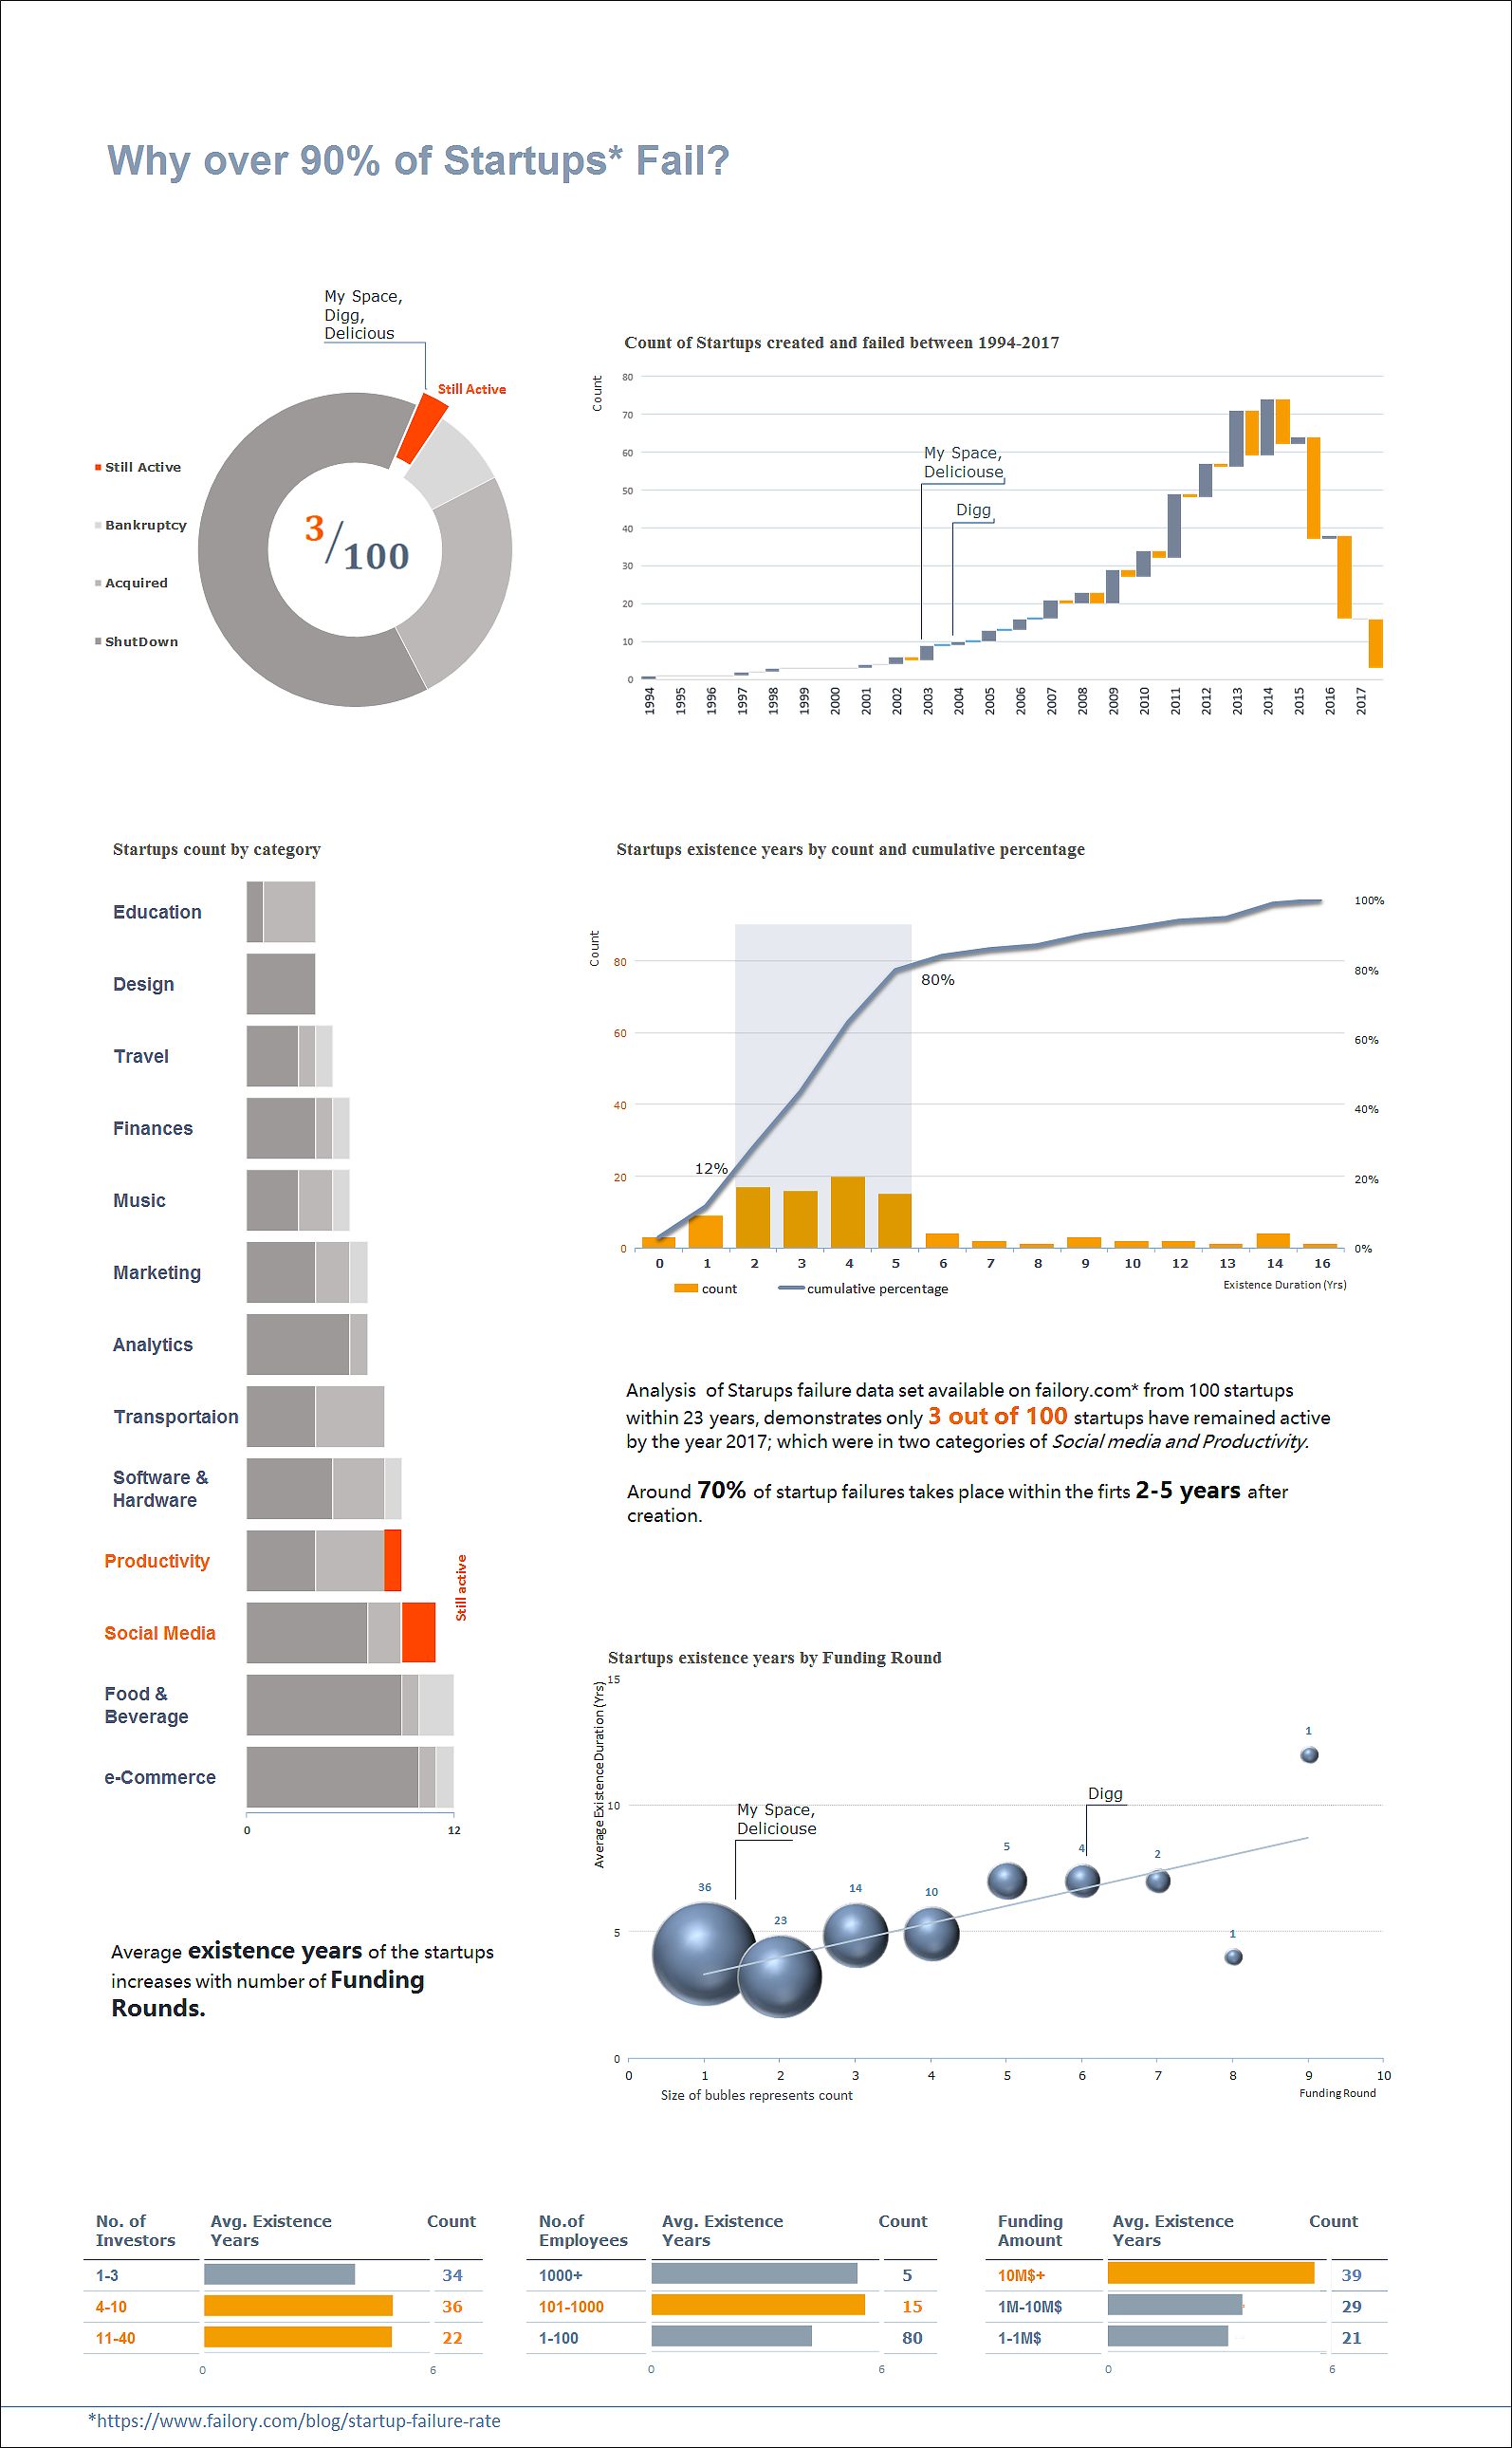 Why over 90% of Startups* Fail?
My Space,
Digg,
Delicious
Still Active
Still Active
Bankruptcy
Acquired
ShutDown
3/100
Count of Startups created and failed between 1994-2017
Count
80
70
60
50
40
30
20
10
0
My Space,
Deliciouse
Digg
1994 1995 1996 1997 1998 1999 2000 2001 2002 2003 2004 2005 2006 2007 2008 2009 2010 2011 2012 2013 2014 2015 2016 2017
Startups count by category
Education
Design
Travel
Finances
Music
Marketing
Analytics
Transportaion
Software &
Hardware
Productivity
Social Media
Still active
Food &
Beverage
e-Commerce
0 12
Startups existence years by count and cumulative percentage
Count
80
60
40
20
0
100%
80%
60%
40%
20%
0%
12%
80%
0 1 2 3 4 5 6 7 8 9 10 12 13 14 16
count cumulative percentage
Existence Duration (Yrs)
Analysis of Starups failure data set available on failory.com* from 100 startups
within 23 years, demonstrates only 3 out of 100 startups have remained active
by the year 2017; which were in two categories of Social media and Productivity.
Around 70% of startup failures takes place within the firts 2-5 years after
creation.
Startups existence years by Funding Round
Average Existence Duration (Yrs)
15
10
5
0
My Space,
Deliciouse
Digg
36
23
14
10
5
4
2
1
1
0 1 2 3 4 5 6 7 8 9 10
Size of bubles represents count
Funding Round
Average existence years of the startups
increases with number of Funding
Rounds.
No. of
Investors
Avg. Existence
Years
Count
1-3 34
4-10 36
11-40 22
0 6
No.of
Employees
Avg. Existence
Years
Count
1000+ 5
101-1000 15
1-100 80
0 6
Funding
Amount
Avg. Existence
Years
Count
10M$+ 39
1M-10M$ 29
1-1M$ 21
0 6
*https://www.failory.com/blog/startup-failure-rate